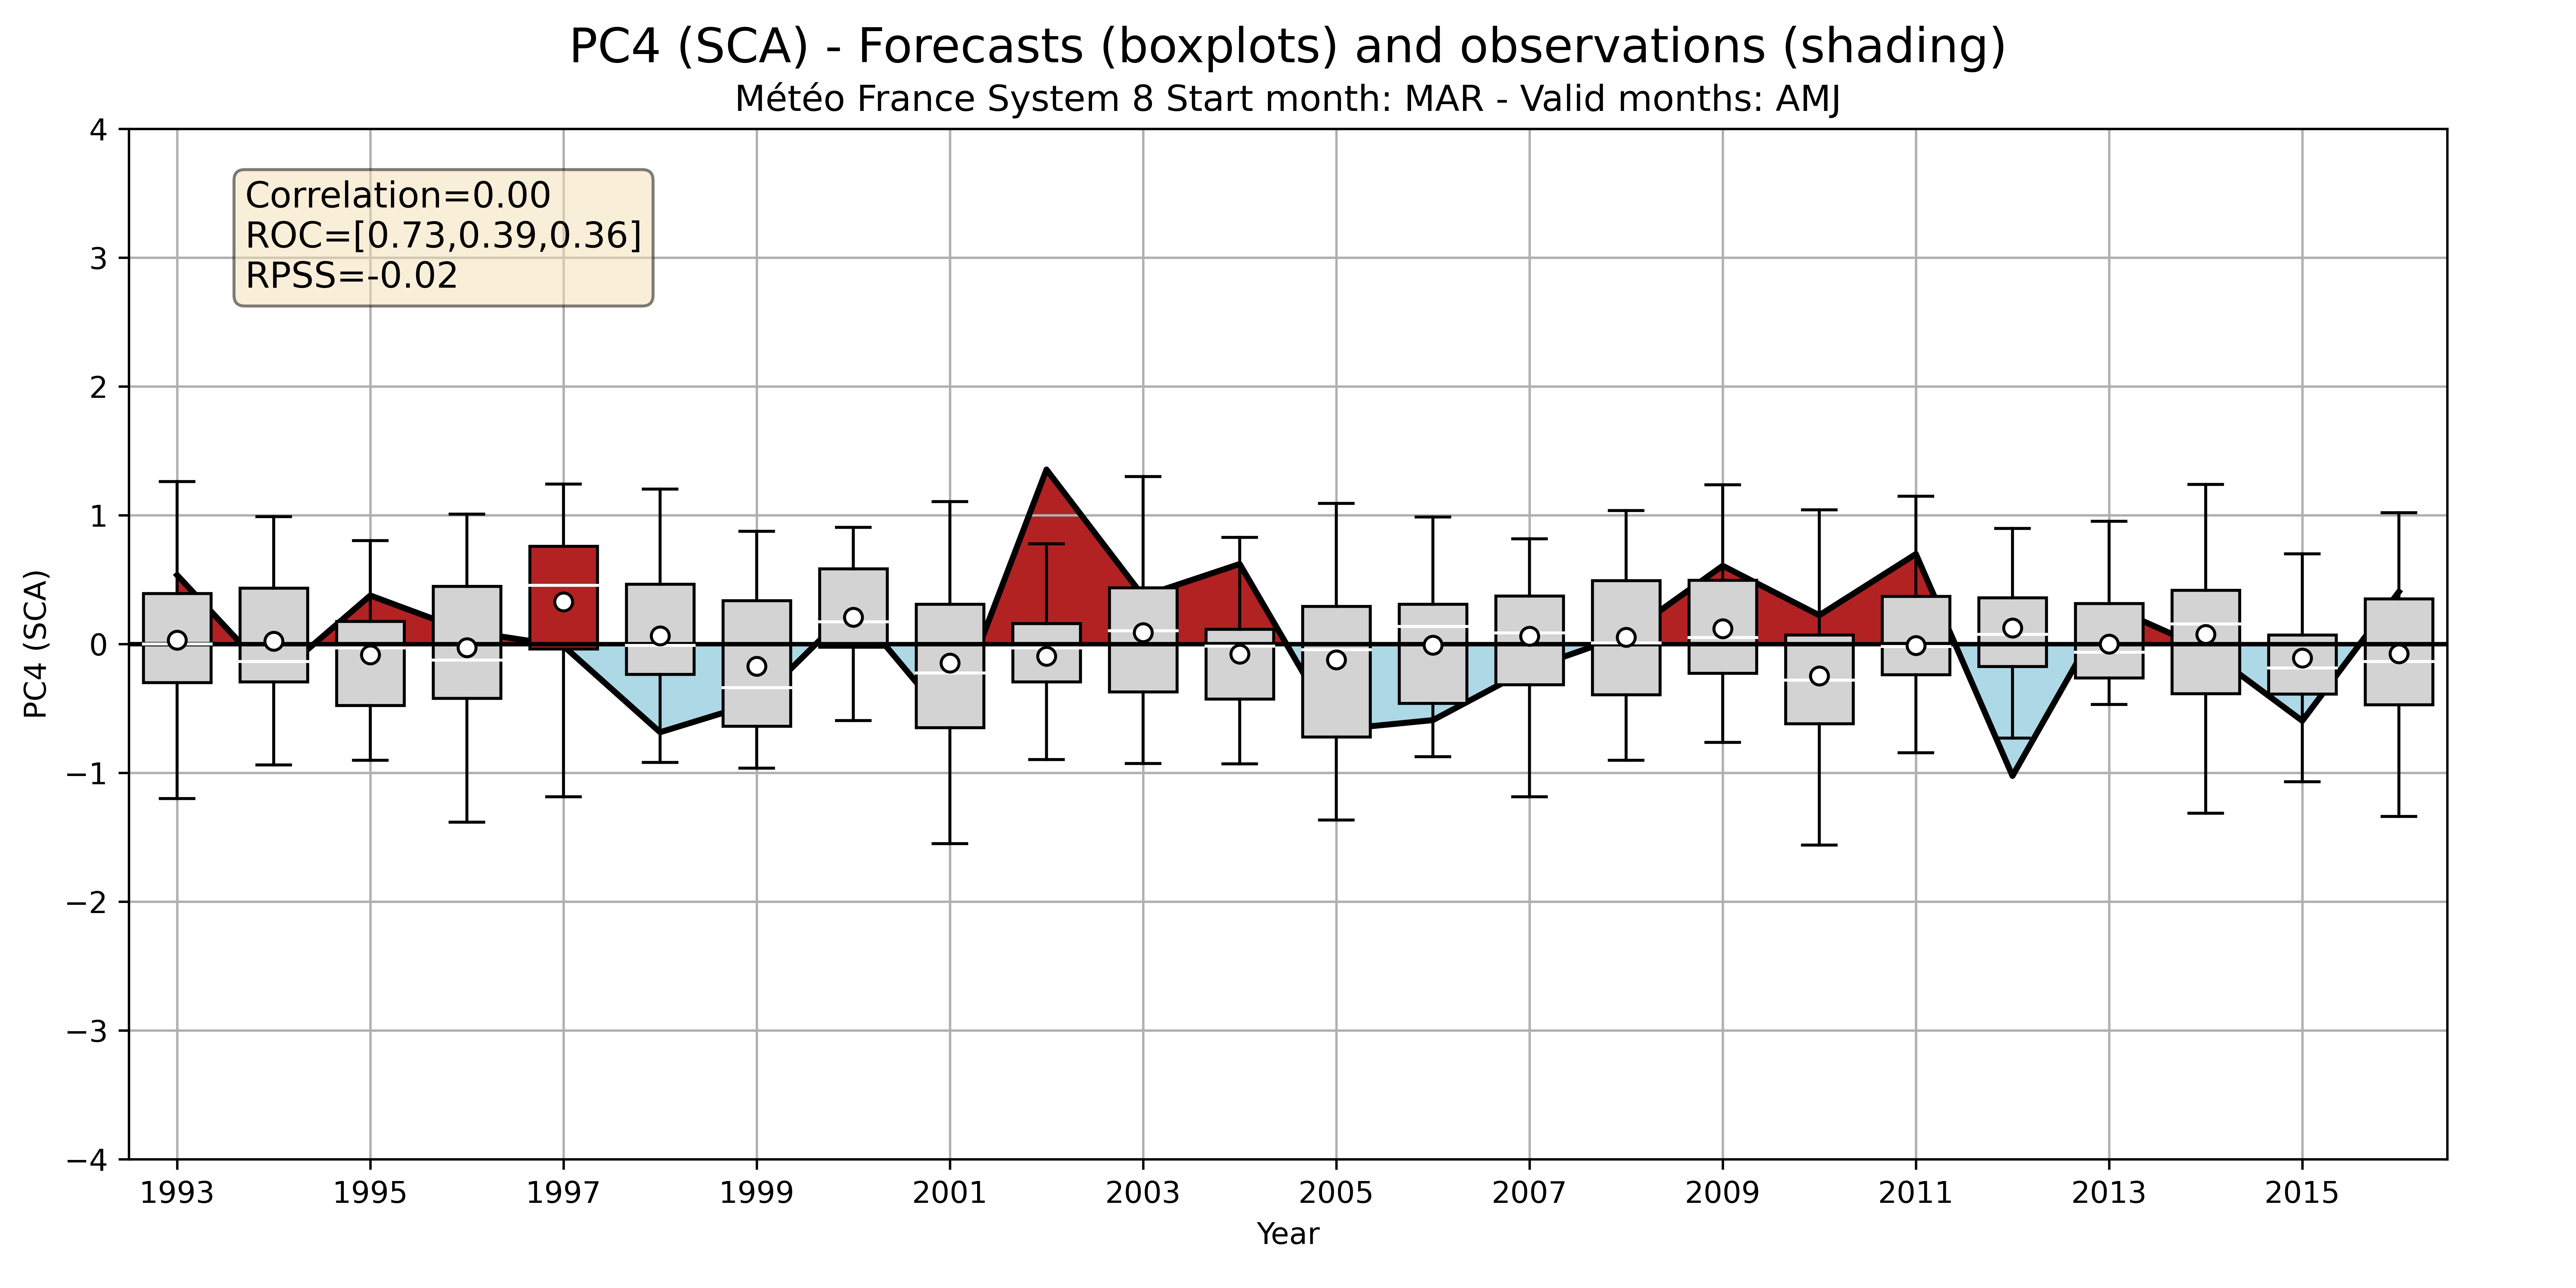 PC4 (SCA) - Forecasts (boxplots) and observations (shading)
Météo France System 8 Start month: MAR - Valid months: AMJ
Correlation=0.00
ROC=[0.73,0.39,0.36]
RPSS=-0.02
PC4 (SCA)
4
3
2
1
0
−1
−2
−3
−4
1993 1995 1997 1999 2001 2003 2005 2007 2009 2011 2013 2015
Year